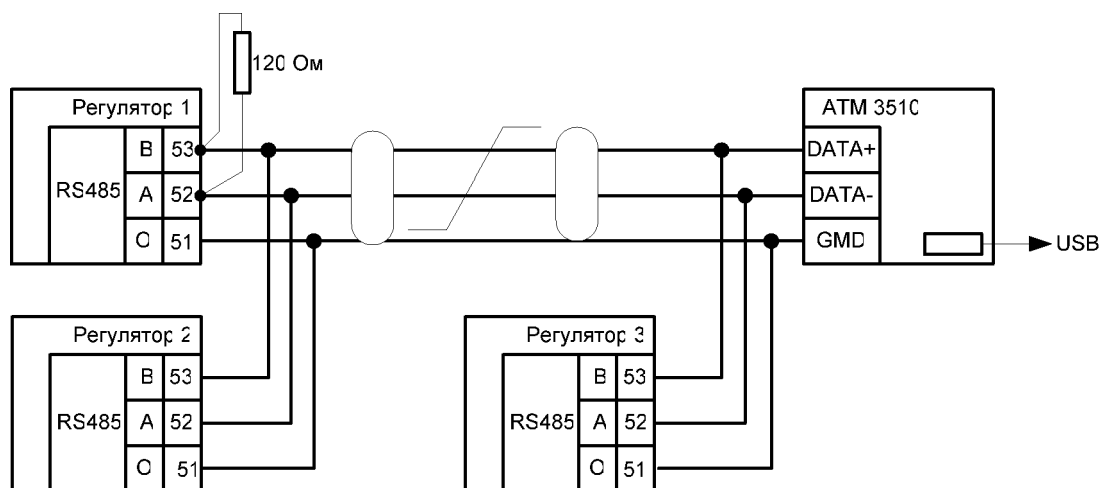 120 Ом
Регулятор 1
RS485
B 53
A 52
O 51
ATM 3510
DATA+
DATA-
GMD
USB
Регулятор 2
RS485
B 53
A 52
O 51
Регулятор 3
RS485
B 53
A 52
O 51